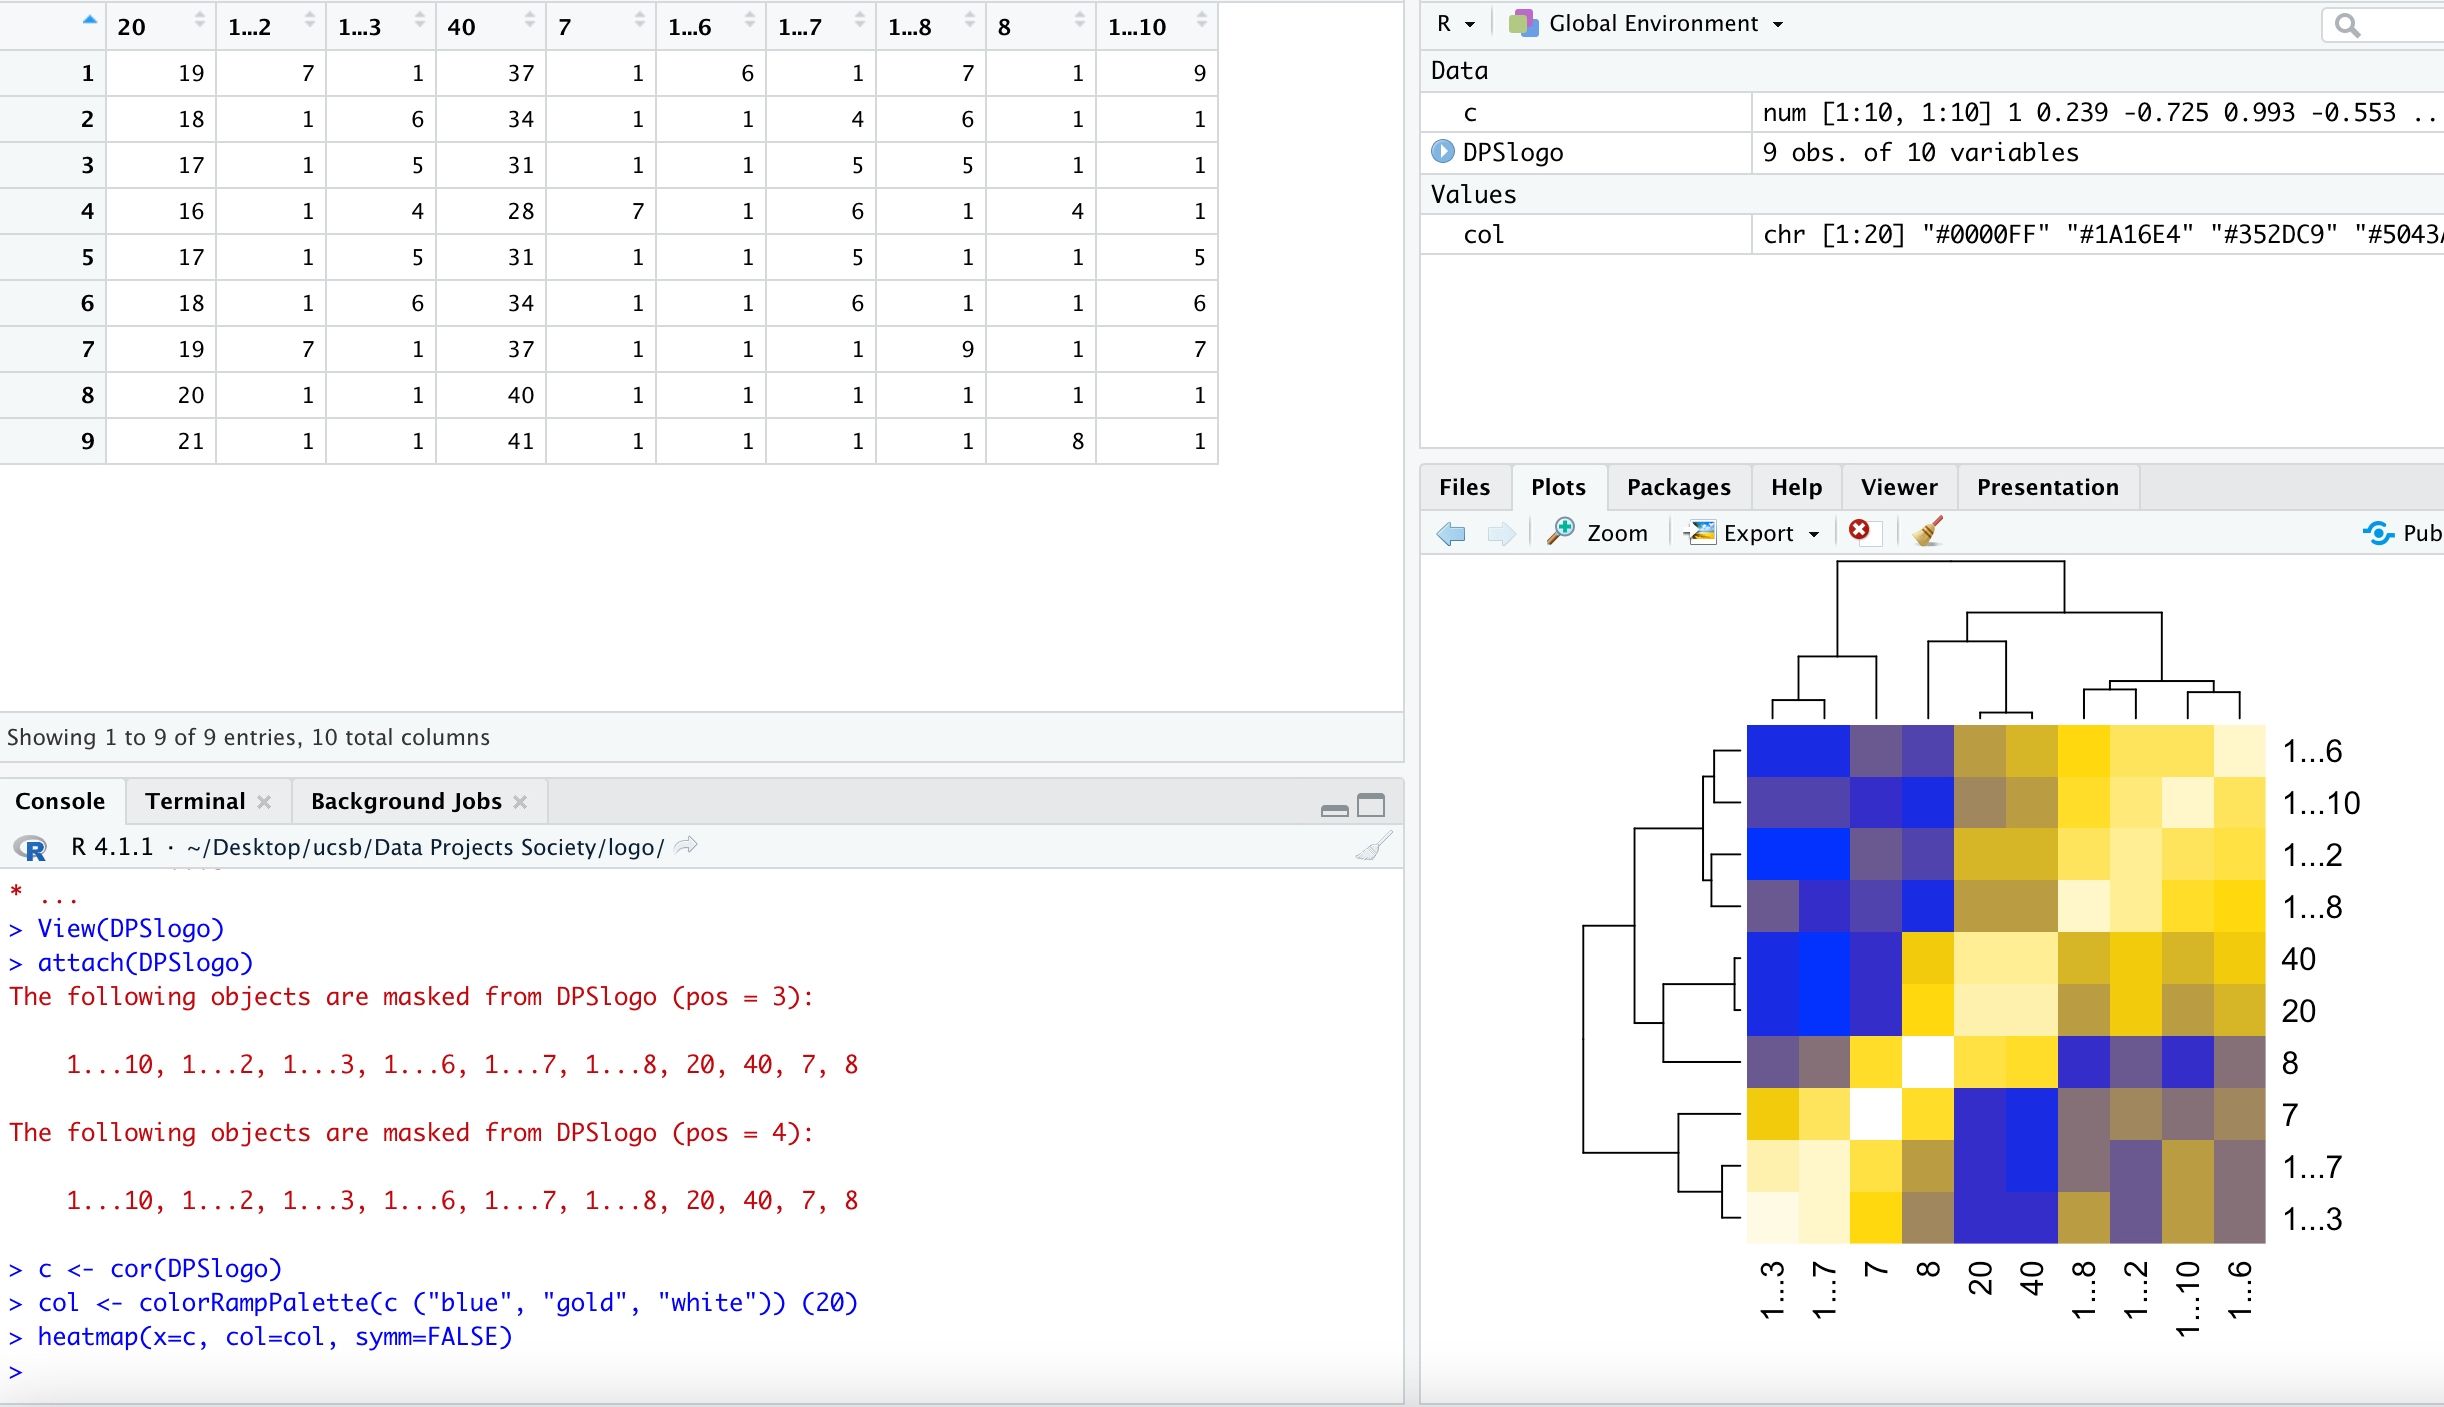 20 1...2 1...3 40 7 1...6 1...7 1...8 8 1...10
1 19 7 1 37 1 6 1 7 1 9
2 18 1 6 34 1 1 4 6 1 1
3 17 1 5 31 1 1 5 5 1 1
4 16 1 4 28 7 1 6 1 4 1
5 17 1 5 31 1 1 5 1 1 5
6 18 1 6 34 1 1 6 1 1 6
7 19 7 1 37 1 1 1 9 1 7
8 20 1 1 40 1 1 1 1 1 1
9 21 1 1 41 1 1 1 1 8 1
Showing 1 to 9 of 9 entries, 10 total columns
Console Terminal Background Jobs
R R 4.1.1 · ~/Desktop/ucsb/Data Projects Society/logo/
* ...
> View(DPSlogo)
> attach(DPSlogo)
The following objects are masked from DPSlogo (pos = 3):
1...10, 1...2, 1...3, 1...6, 1...7, 1...8, 20, 40, 7, 8
The following objects are masked from DPSlogo (pos = 4):
1...10, 1...2, 1...3, 1...6, 1...7, 1...8, 20, 40, 7, 8
> c <- cor(DPSlogo)
> col <- colorRampPalette(c ("blue", "gold", "white")) (20)
> heatmap(x=c, col=col, symm=FALSE)
>
R Global Environment
Data
c num [1:10, 1:10] 1 0.239 -0.725 0.993 -0.553 ..
DPSlogo 9 obs. of 10 variables
Values
col chr [1:20] "#0000FF" "#1A16E4" "#352DC9" "#5043
Files Plots Packages Help Viewer Presentation
Zoom Export Pub
1...6
1...10
1...2
1...8
40
20
8
7
1...7
1...3
1...3 1...7 7 8 20 40 1...8 1...2 1...10 1...6